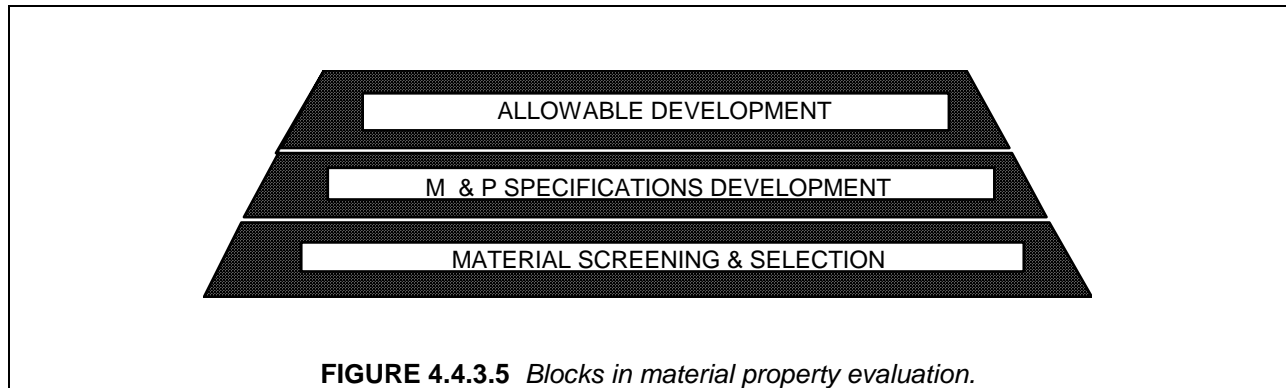 ALLOWABLE DEVELOPMENT
M & P SPECIFICATIONS DEVELOPMENT
MATERIAL SCREENING & SELECTION
FIGURE 4.4.3.5 Blocks in material property evaluation.